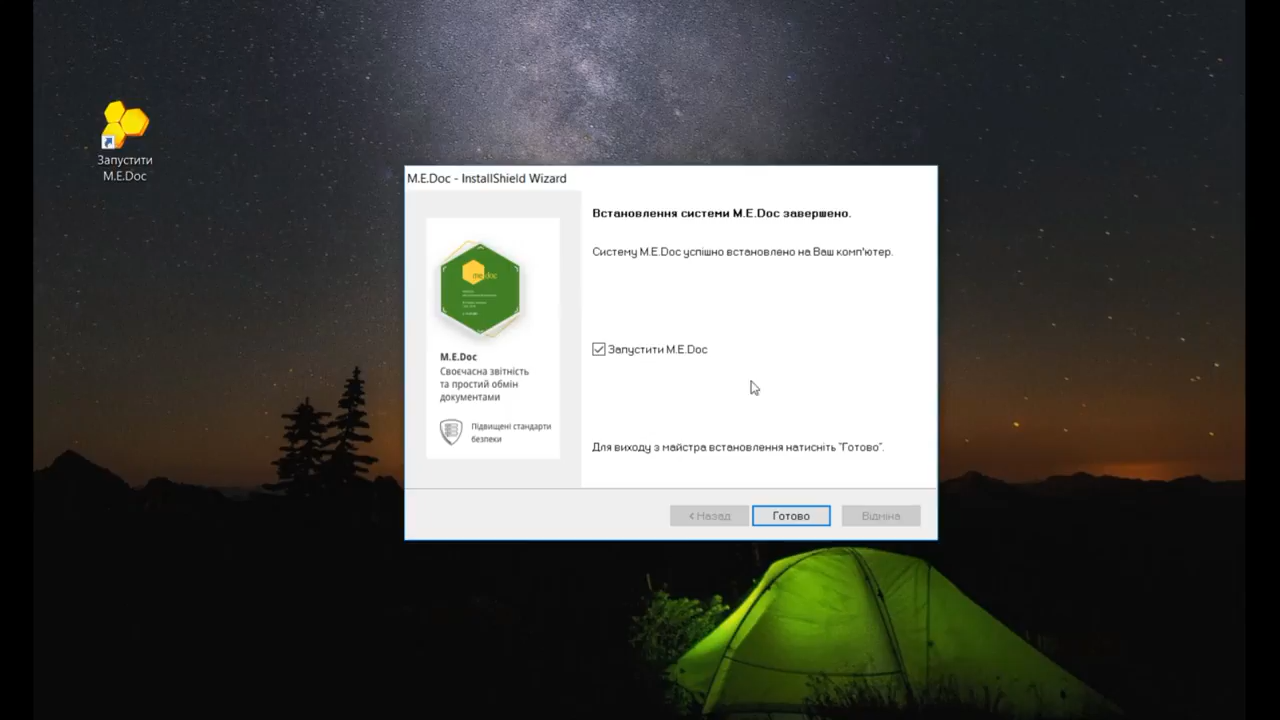 Запустити
M.E.Doc
M.E.Doc - InstallShield Wizard
Встановлення системи M.E.Doc завершено.
Систему M.E.Doc успішно встановлено на Ваш комп'ютер.
me.doc
M.E.Doc
Своєчасна звітність
та простий обмін
документами
Підвищені стандарти
безпеки
Запустити M.E.Doc
Для виходу з майстра встановлення натисніть "Готово".
< Назад
Готово
Відміна